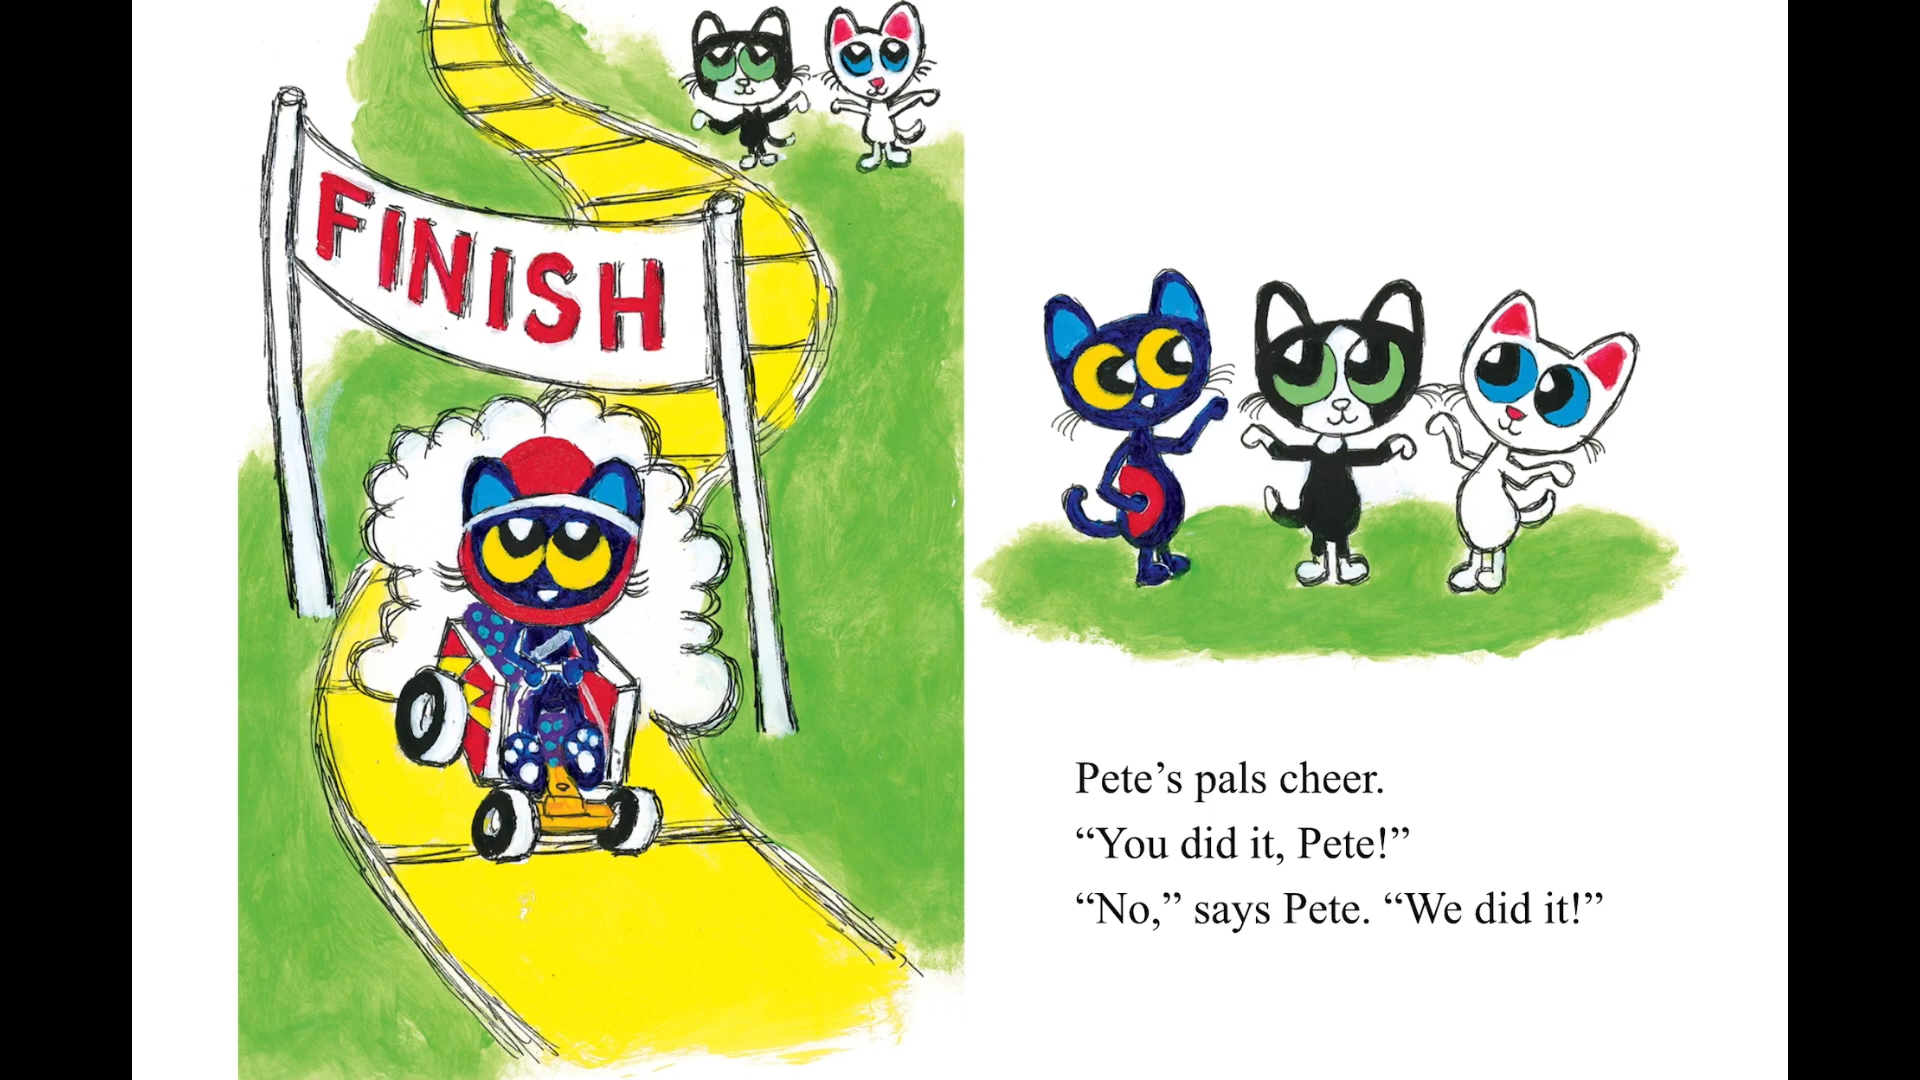 FINISH
Pete’s pals cheer.
“You did it, Pete!”
“No,” says Pete. “We did it!”